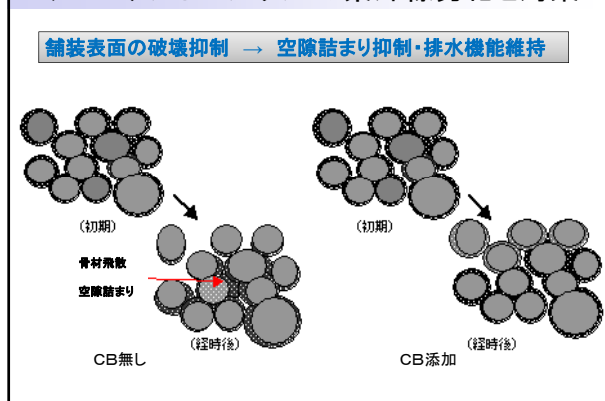 舗装表面の破壊抑制 → 空隙詰まり抑制・排水機能維持
(初期)
(初期)
骨材飛散
空隙詰まり
(経時後)
(経時後)
CB無し
CB添加